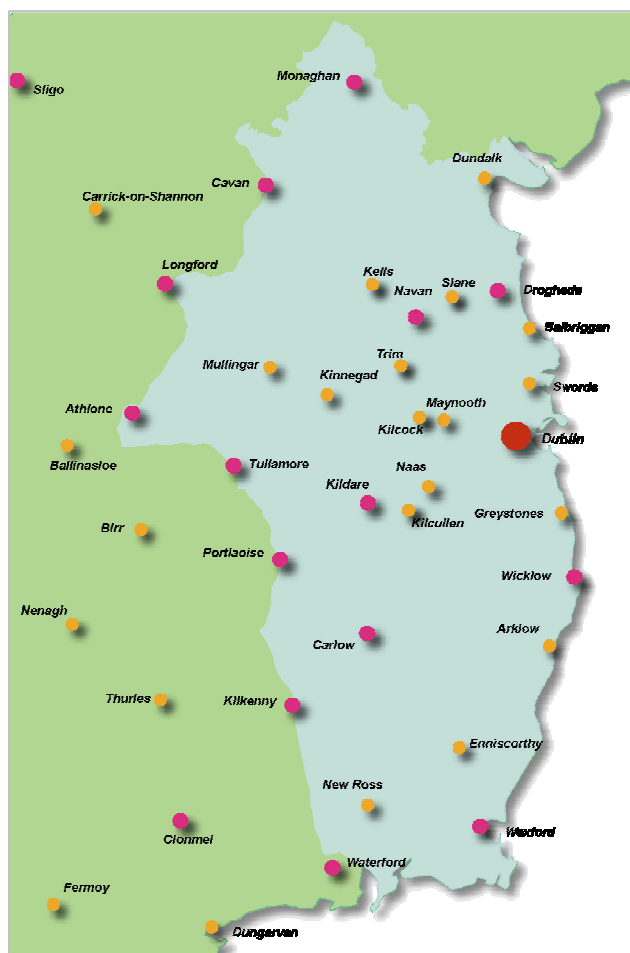 Monaghan
Sligo
Dundalk
Cavan
Carrick-on-Shannon
Longford
Kells
Slane
Navan
Drogheda
Balbriggan
Trim
Mullingar
Kinnegad
Swords
Maynooth
Athlone
Kilcock
Dublin
Ballinasloe
Tullamore
Naas
Kildare
Greystones
Kilcullen
Birr
Portlaoise
Wicklow
Nenagh
Arklow
Carlow
Thurles
Kilkenny
Enniscorthy
New Ross
Wexford
Clonmel
Waterford
Fermoy
Dungarvan